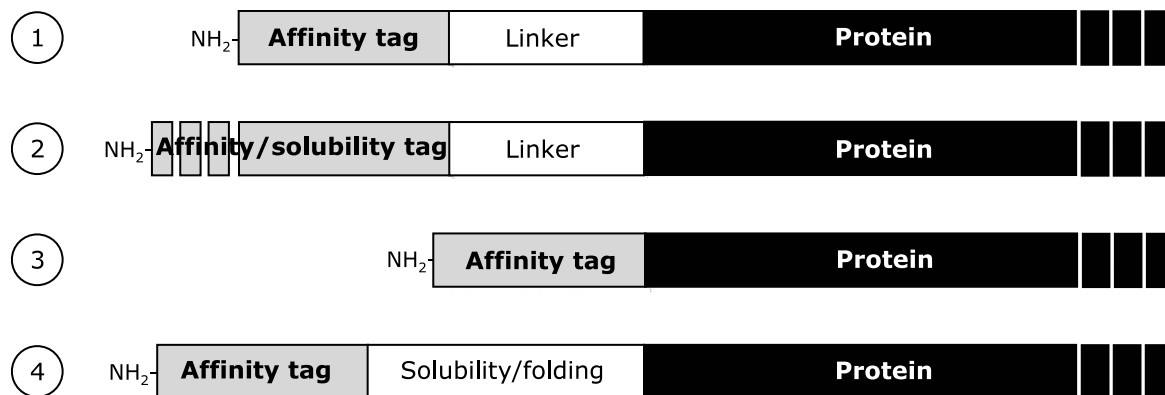 1 NH2- Affinity tag Linker Protein
2 NH2- Affinity/solubility tag Linker Protein
3 NH2- Affinity tag Protein
4 NH2- Affinity tag Solubility/folding Protein